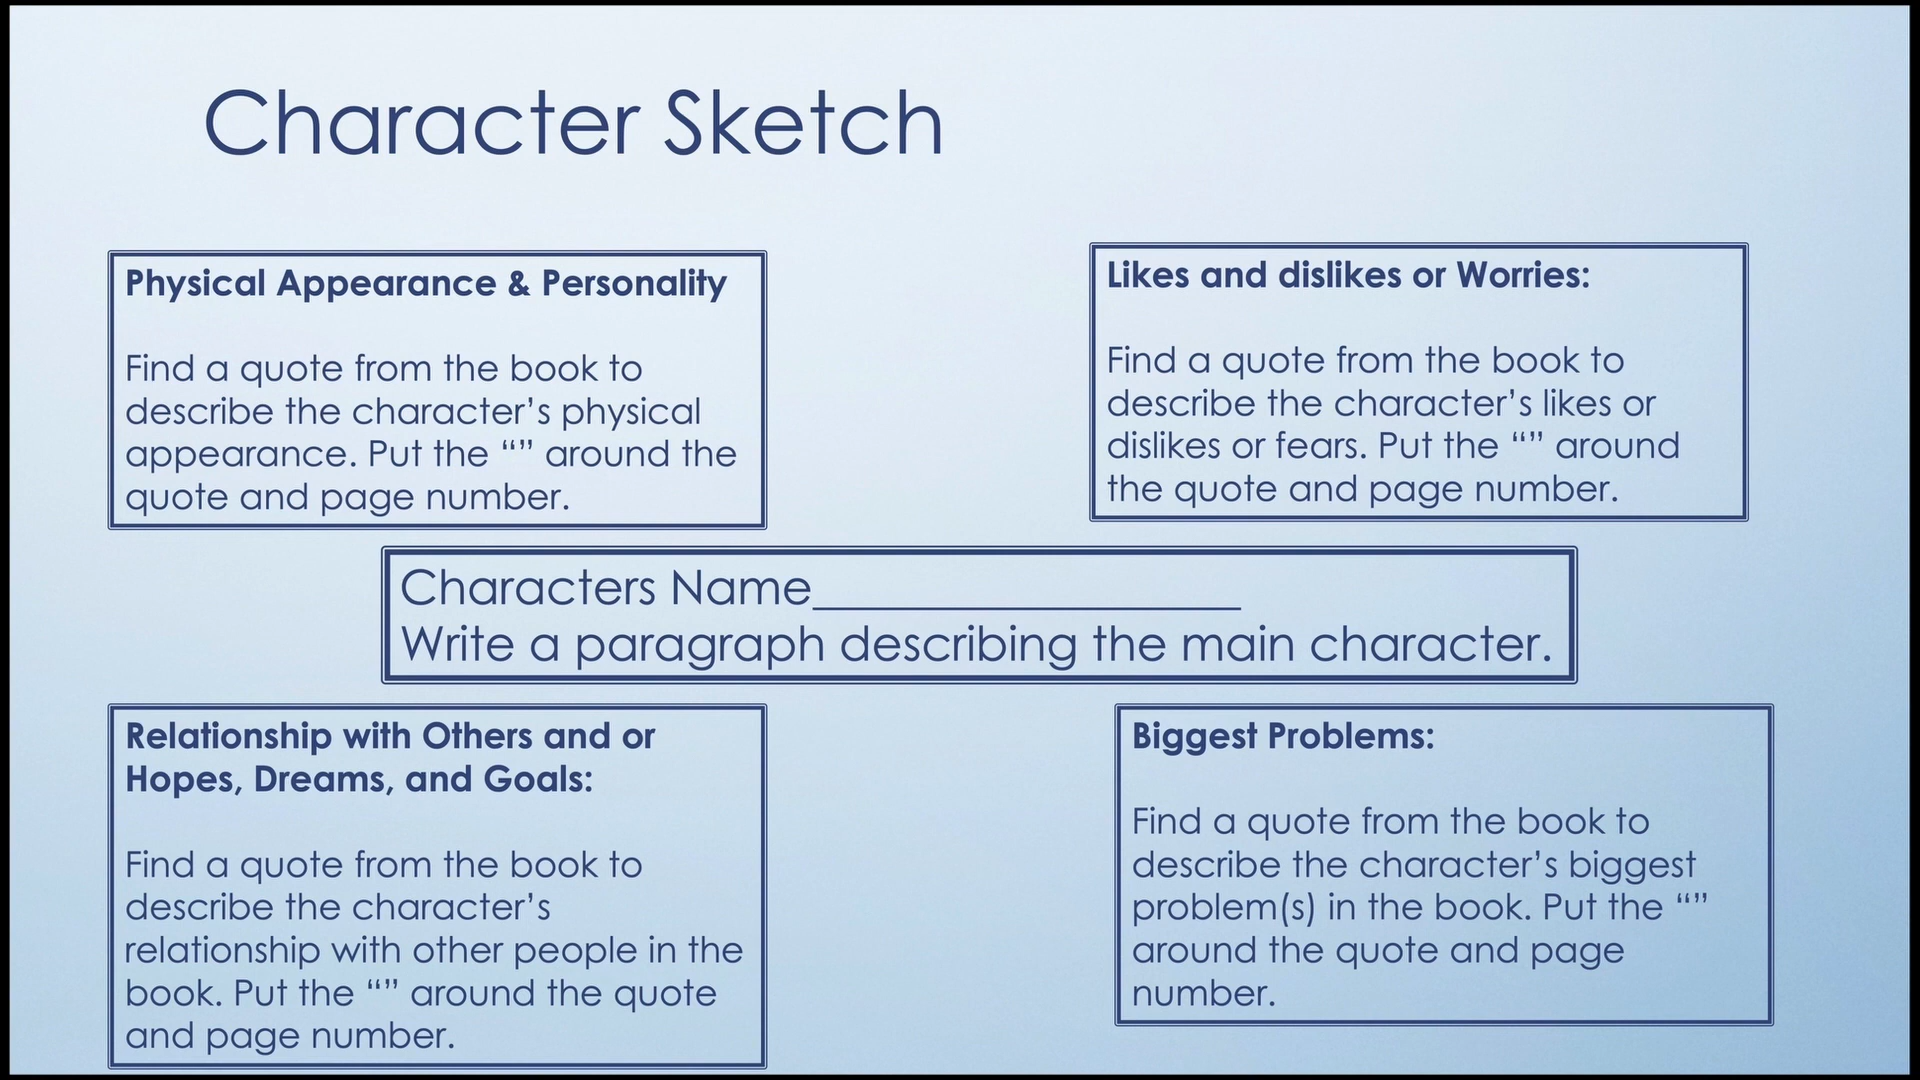 Character Sketch
Physical Appearance & Personality
Find a quote from the book to
describe the character’s physical
appearance. Put the “” around the
quote and page number.
Likes and dislikes or Worries:
Find a quote from the book to
describe the character’s likes or
dislikes or fears. Put the “” around
the quote and page number.
Characters Name_________________
Write a paragraph describing the main character.
Relationship with Others and or
Hopes, Dreams, and Goals:
Find a quote from the book to
describe the character’s
relationship with other people in the
book. Put the “” around the quote
and page number.
Biggest Problems:
Find a quote from the book to
describe the character’s biggest
problem(s) in the book. Put the “”
around the quote and page
number.